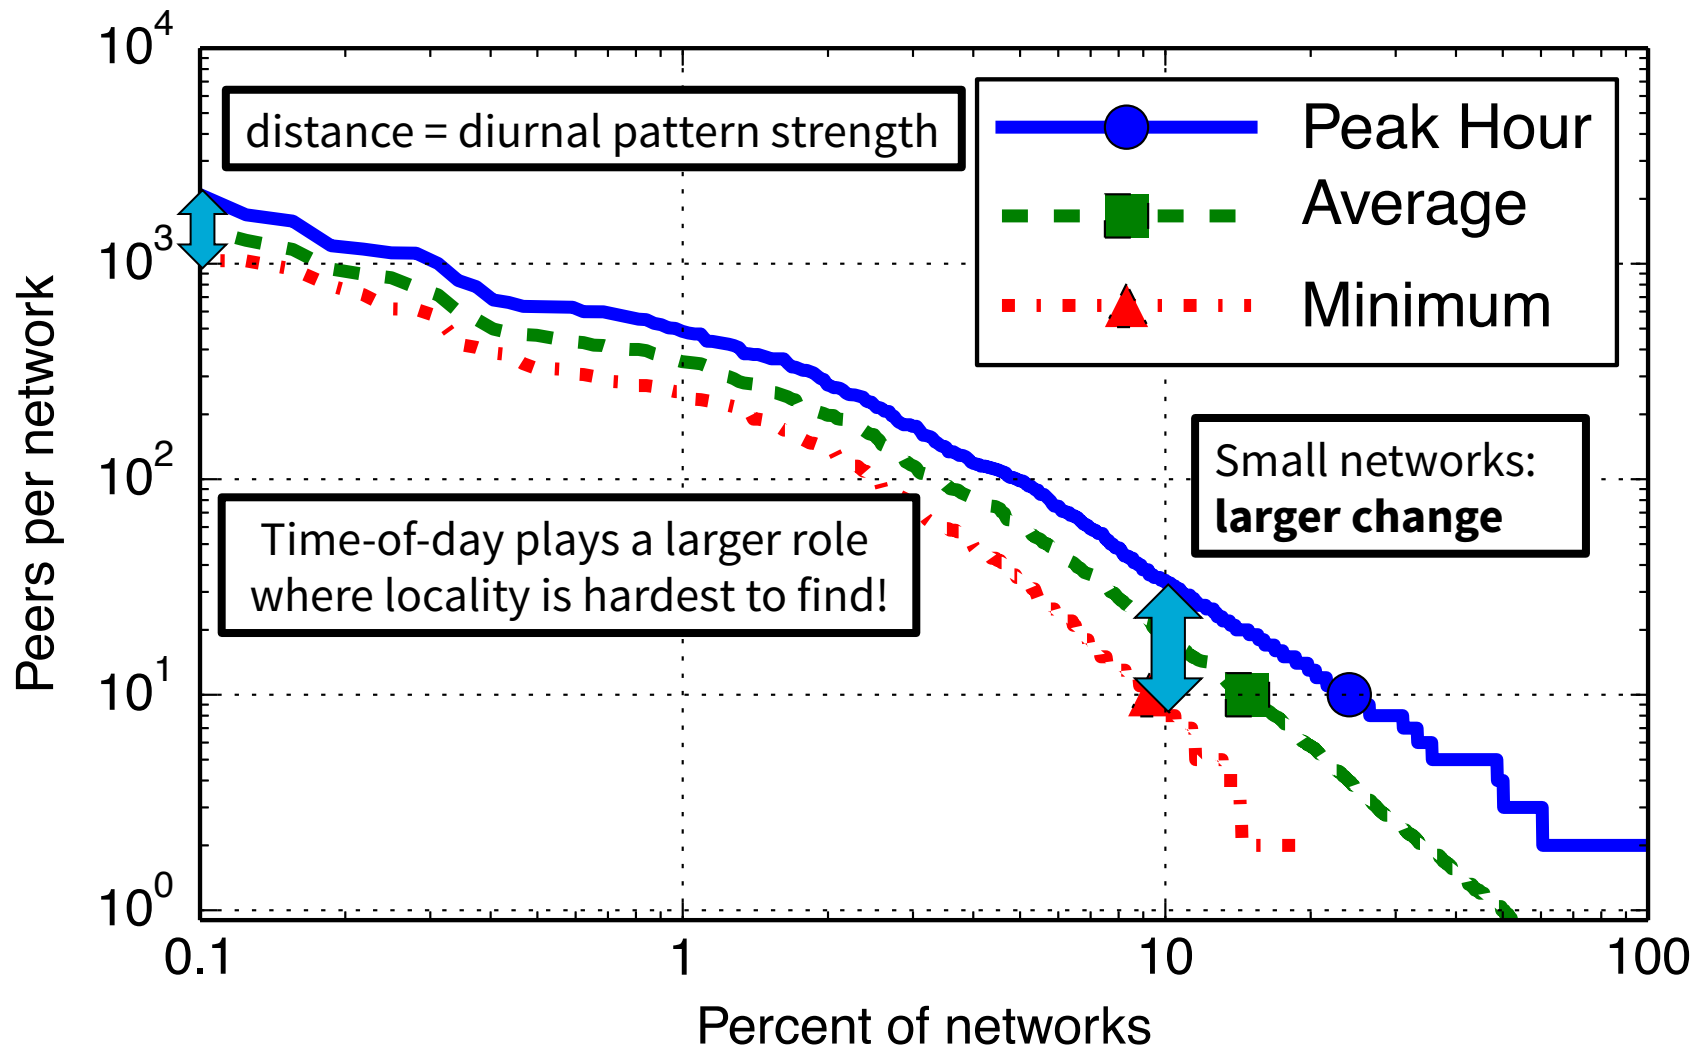 10^4
distance = diurnal pattern strength
Peak Hour
Average
Minimum
10^3
10^2
10^1
10^0
Peers per network
Small networks:
larger change
Time-of-day plays a larger role
where locality is hardest to find!
0.1 1 10 100
Percent of networks